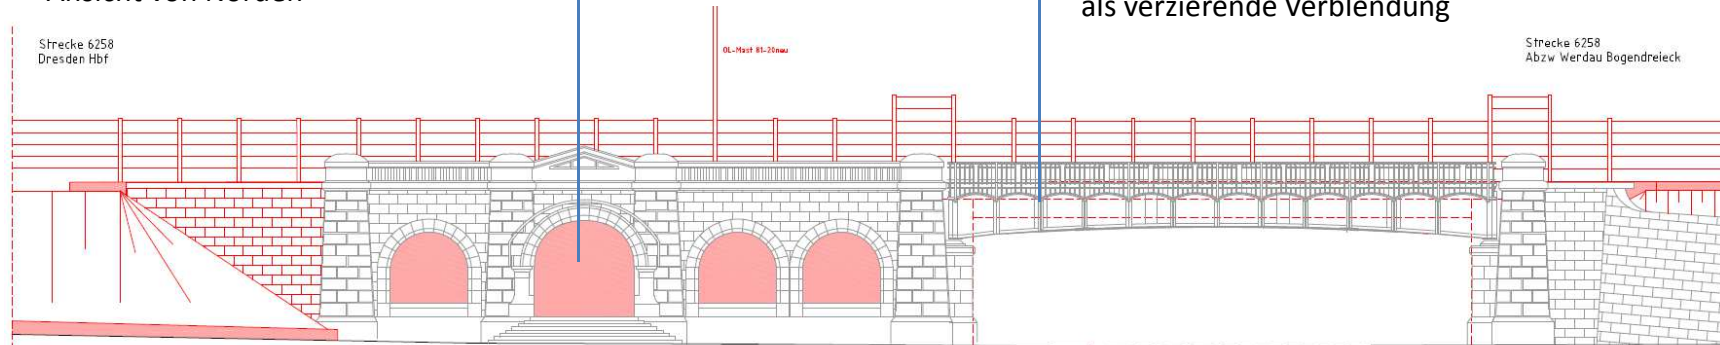 Ansicht von Norden
als verzierende Verblendung
Strecke 6258
Dresden Hbf
OL-Mast 81-20neu
Strecke 6258
Abzw Werdau Bogendreieck